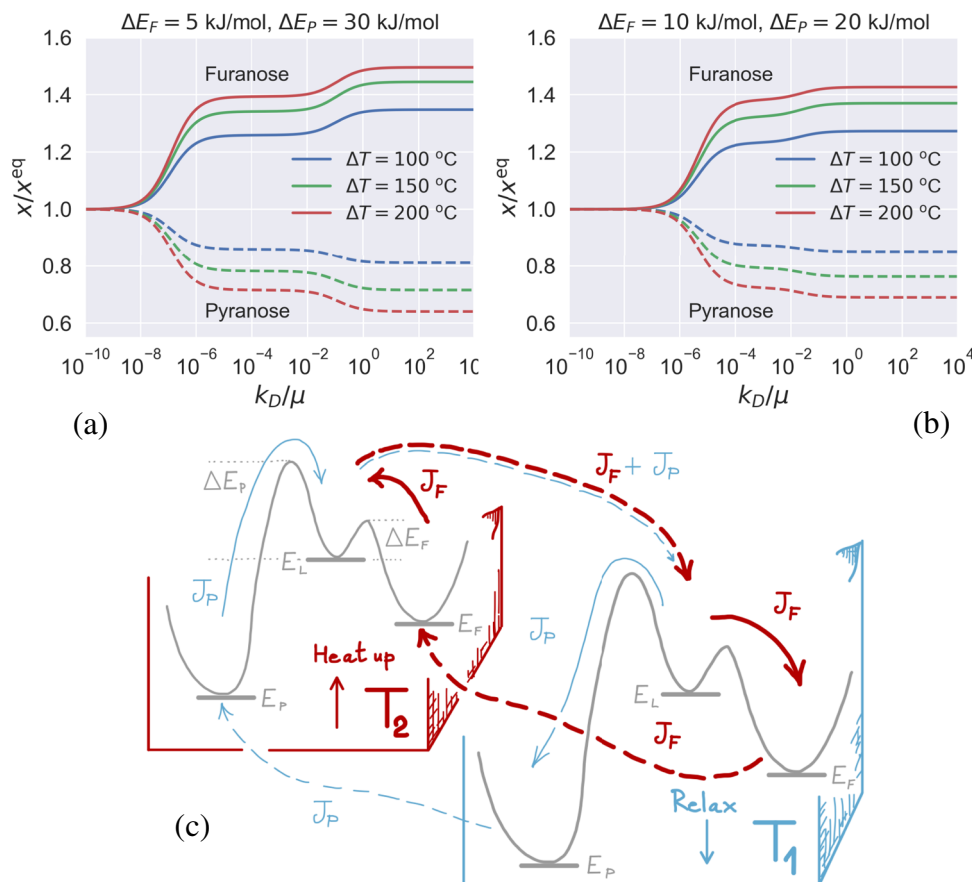 ΔE_F = 5 kJ/mol, ΔE_P = 30 kJ/mol
1.6
1.4
1.2
1.0
0.8
0.6
x/x^eq
Furanose
ΔT = 100 °C
ΔT = 150 °C
ΔT = 200 °C
Pyranose
10^−10 10^−8 10^−6 10^−4 10^−2 10^0 10^2
k_D/μ
(a)
ΔE_F = 10 kJ/mol, ΔE_P = 20 kJ/mol
1.6
1.4
1.2
1.0
0.8
0.6
x/x^eq
Furanose
ΔT = 100 °C
ΔT = 150 °C
ΔT = 200 °C
Pyranose
10^−10 10^−8 10^−6 10^−4 10^−2 10^0 10^2 10^4
k_D/μ
(b)
ΔE_P
J_F
J_F + J_P
ΔE_F
E_L
J_P
E_F
Heat up
T_2
E_P
J_P
J_F
E_L
J_F
E_F
J_P
Relax
T_1
E_P
(c)